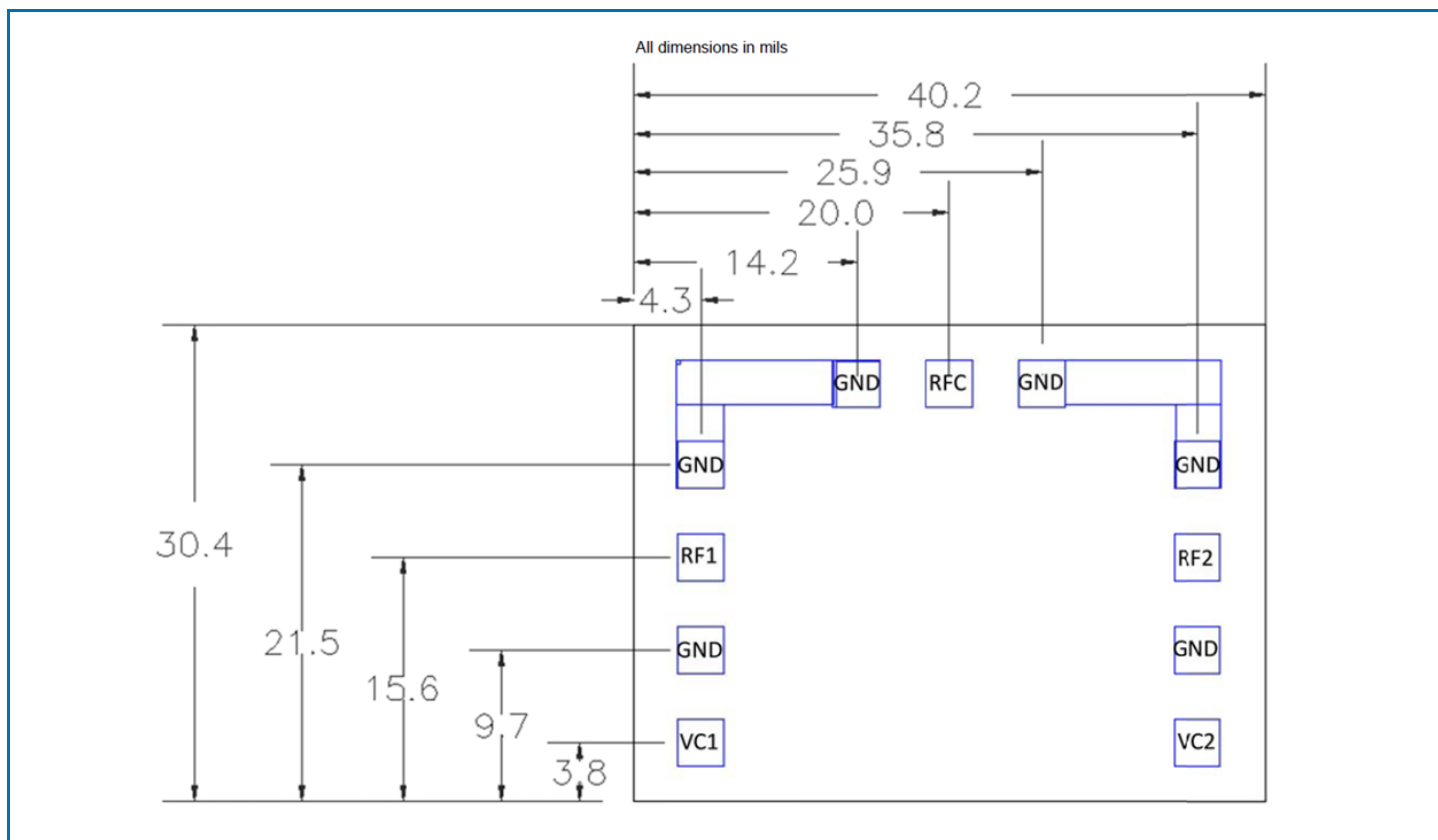 All dimensions in mils
40.2
35.8
25.9
20.0
14.2
4.3
GND RFC GND
GND GND
30.4
RF1 RF2
21.5
GND GND
15.6
9.7
VC1 VC2
3.8